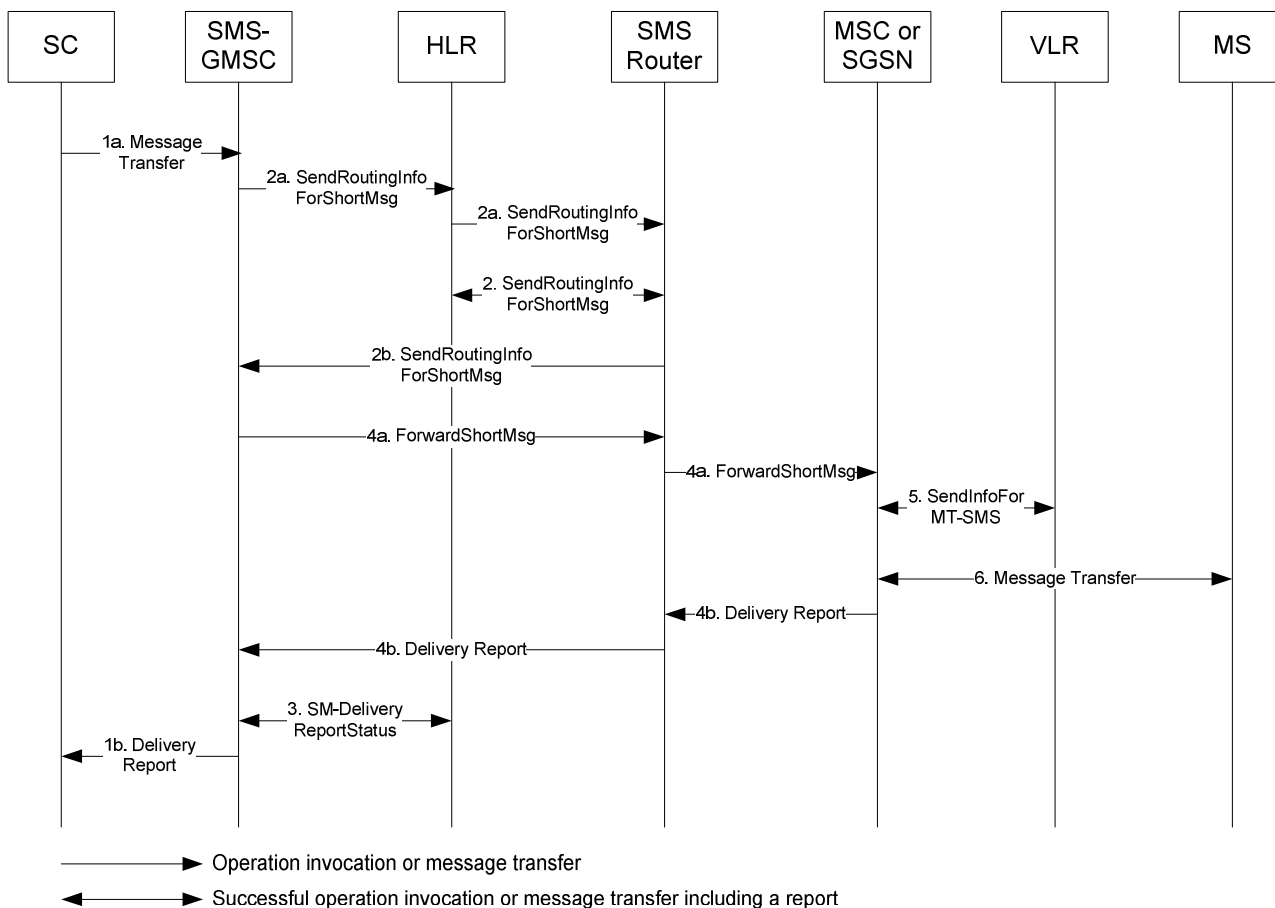 SC
SMS-
GMSC
HLR
SMS
Router
MSC or
SGSN
VLR
MS
1a. Message
Transfer
2a. SendRoutingInfo
ForShortMsg
2a. SendRoutingInfo
ForShortMsg
2. SendRoutingInfo
ForShortMsg
2b. SendRoutingInfo
ForShortMsg
4a. ForwardShortMsg
4a. ForwardShortMsg
5. SendInfoFor
MT-SMS
6. Message Transfer
4b. Delivery Report
4b. Delivery Report
3. SM-Delivery
ReportStatus
1b. Delivery
Report
Operation invocation or message transfer
Successful operation invocation or message transfer including a report